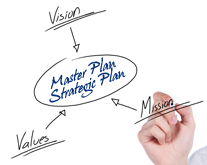 Vision
Master Plan
Strategic Plan
Mission
Values